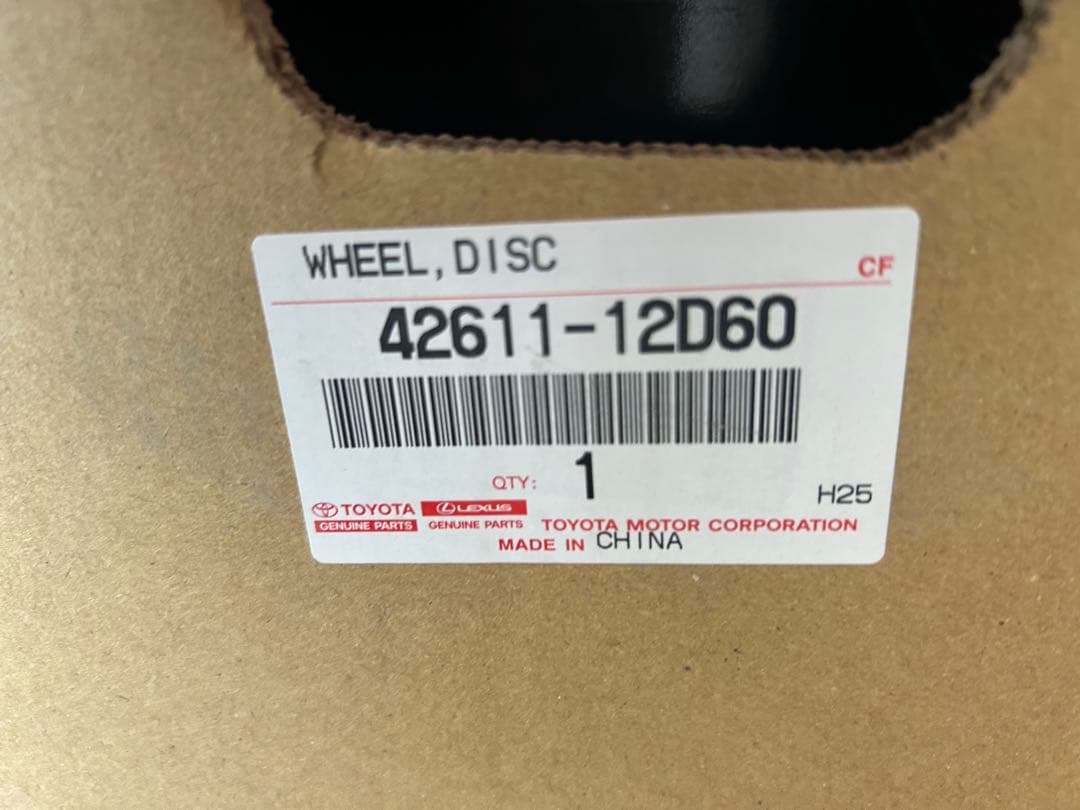 WHEEL,DISC
CF
42611-12D60
QTY: 1
H25
TOYOTA LEXUS
GENUINE PARTS GENUINE PARTS TOYOTA MOTOR CORPORATION
MADE IN CHINA